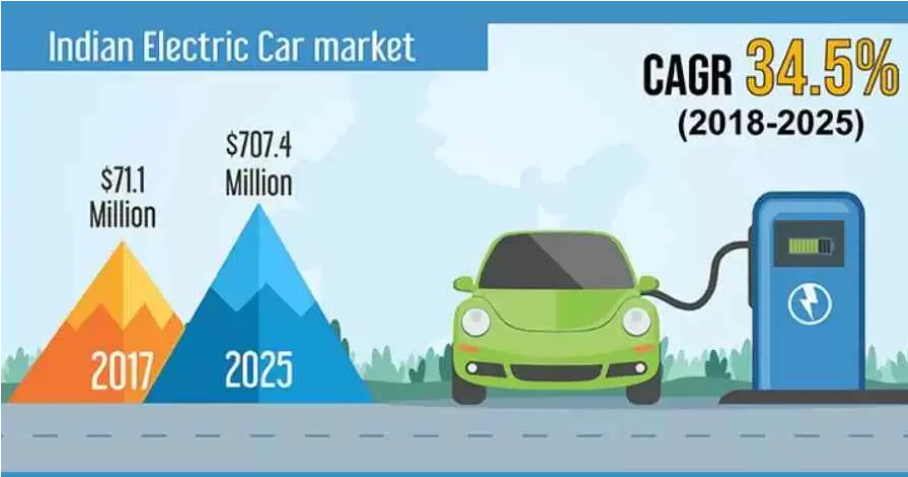 Indian Electric Car market
CAGR 34.5%
(2018-2025)
$71.1
Million
$707.4
Million
2017
2025